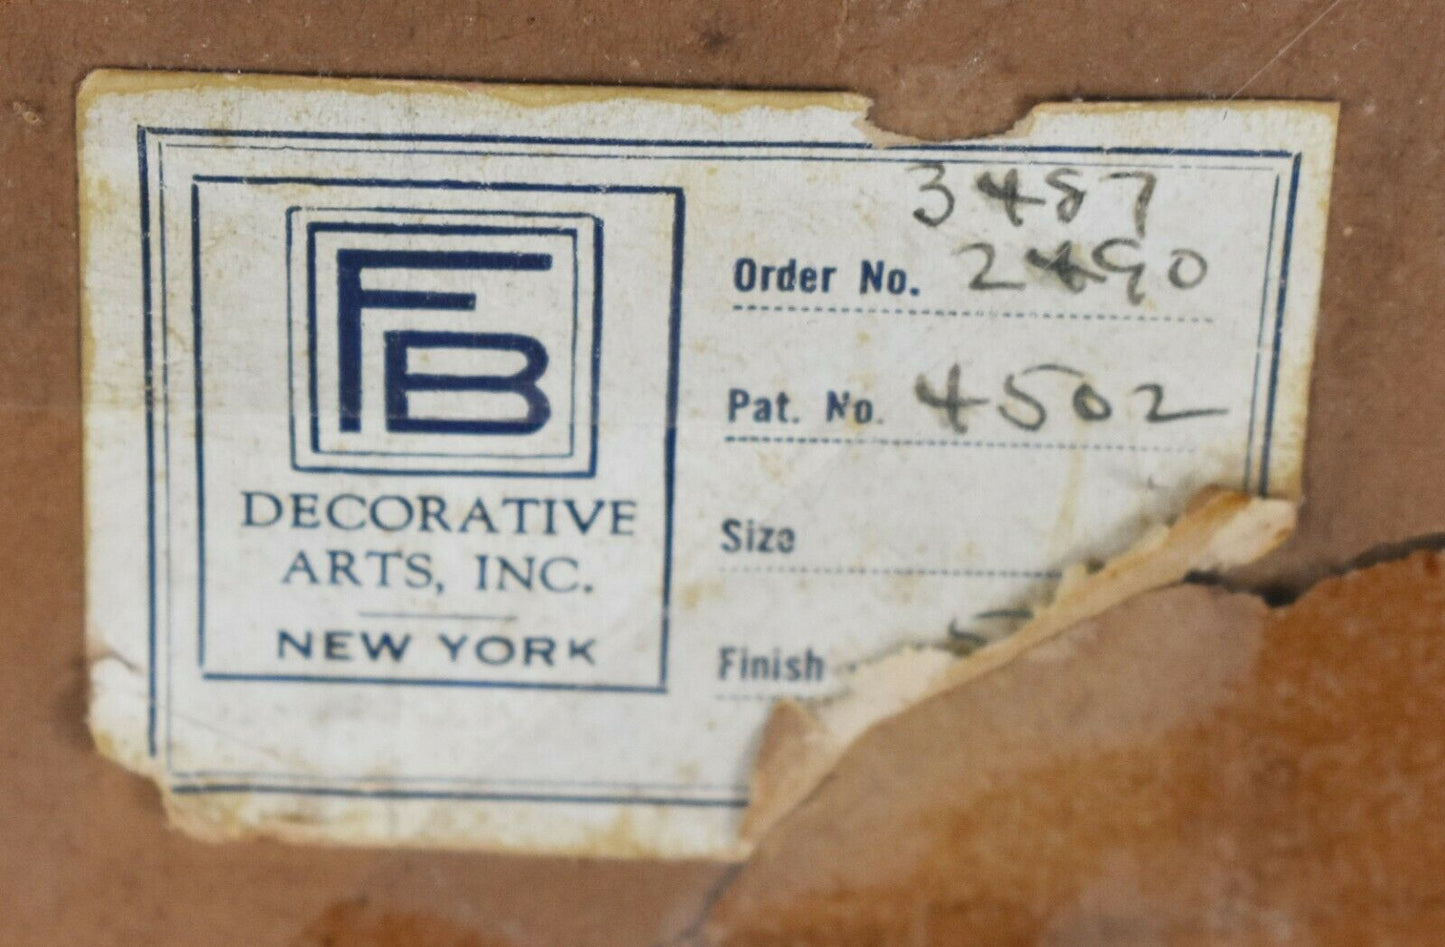 FB
DECORATIVE
ARTS, INC.
NEW YORK
3487
Order No. 2490
Pat. No. 4502
Size
Finish